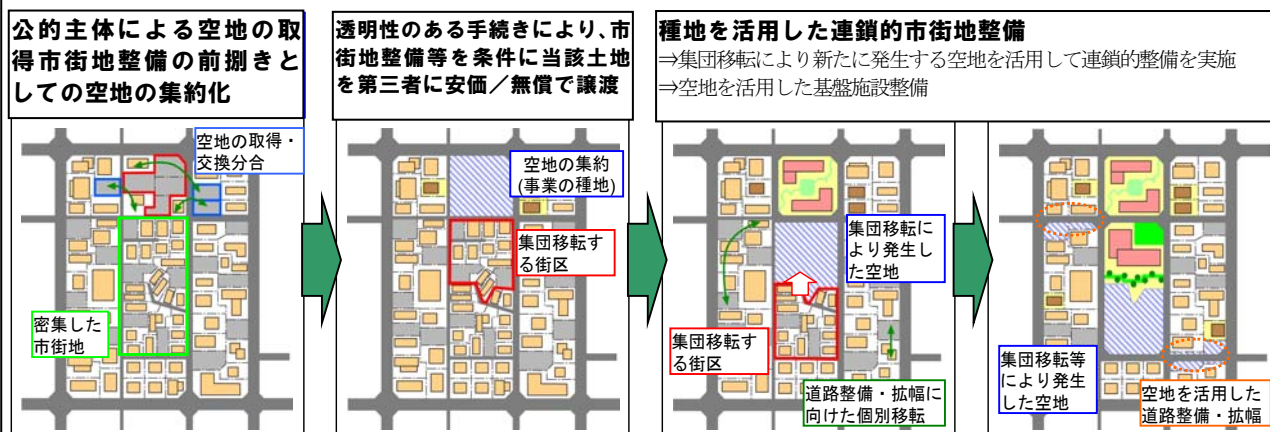 公的主体による空地の取
得市街地整備の前捌きと
しての空地の集約化
透明性のある手続きにより、市
街地整備等を条件に当該土地
を第三者に安価／無償で譲渡
種地を活用した連鎖的市街地整備
⇒集団移転により新たに発生する空地を活用して連鎖的整備を実施
⇒空地を活用した基盤施設整備
空地の取得・
交換分合
密集した
市街地
空地の集約
(事業の種地)
集団移転す
る街区
集団移転に
より発生し
た空地
集団移転す
る街区
道路整備・拡幅に
向けた個別移転
集団移転等
により発生
した空地
空地を活用した
道路整備・拡幅